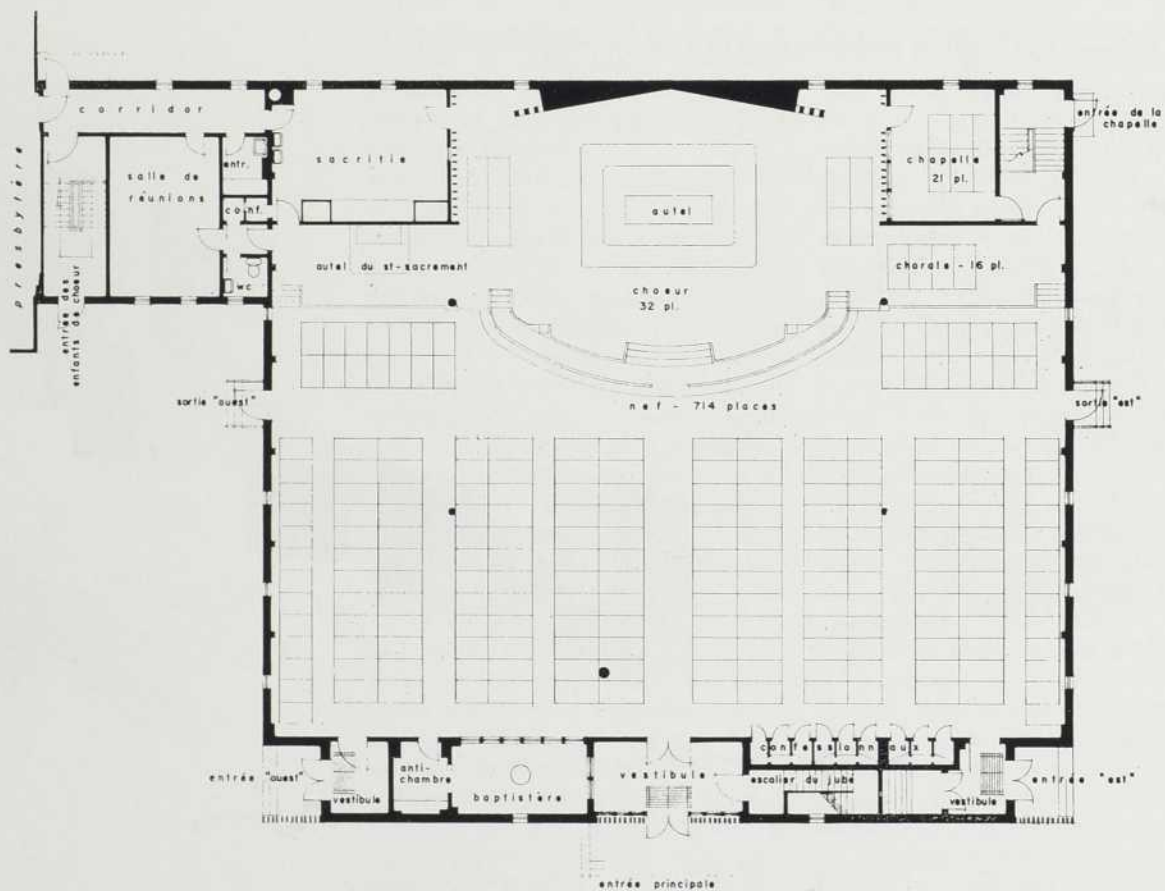 corridor
entrée de la
chapelle
presbytère
salle de
réunions
entr.
sacritie
chapelle
21 pl.
conf.
autel
wc
autel du st-sacrement
choeur
32 pl.
chorale - 16 pl.
entrée des
enfants de choeur
sortie "ouest"
nef - 714 places
sortie "est"
confessionnaux
entrée "ouest"
vestibule
anti-
chambre
baptistère
vestibule
escalier du jubé
vestibule
entrée "est"
entrée principale